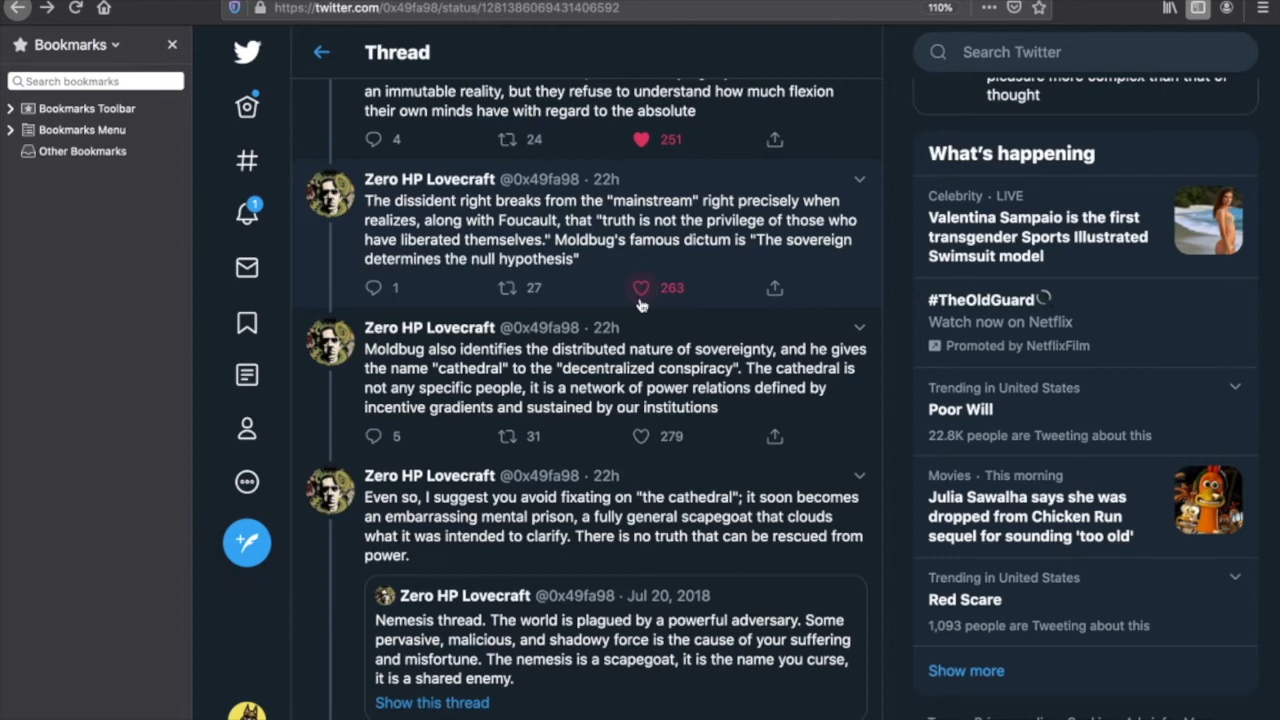 https://twitter.com/0x49fa98/status/1281386069431406592
110%
Bookmarks
Search bookmarks
Bookmarks Toolbar
Bookmarks Menu
Other Bookmarks
1
Thread
an immutable reality, but they refuse to understand how much flexion
their own minds have with regard to the absolute
4 24 251
Zero HP Lovecraft @0x49fa98 · 22h
The dissident right breaks from the "mainstream" right precisely when
realizes, along with Foucault, that "truth is not the privilege of those who
have liberated themselves." Moldbug's famous dictum is "The sovereign
determines the null hypothesis"
1 27 263
Zero HP Lovecraft @0x49fa98 · 22h
Moldbug also identifies the distributed nature of sovereignty, and he gives
the name "cathedral" to the "decentralized conspiracy". The cathedral is
not any specific people, it is a network of power relations defined by
incentive gradients and sustained by our institutions
5 31 279
Zero HP Lovecraft @0x49fa98 · 22h
Even so, I suggest you avoid fixating on "the cathedral"; it soon becomes
an embarrassing mental prison, a fully general scapegoat that clouds
what it was intended to clarify. There is no truth that can be rescued from
power.
Zero HP Lovecraft @0x49fa98 · Jul 20, 2018
Nemesis thread. The world is plagued by a powerful adversary. Some
pervasive, malicious, and shadowy force is the cause of your suffering
and misfortune. The nemesis is a scapegoat, it is the name you curse,
it is a shared enemy.
Show this thread
Search Twitter
pleasure more complex than that of
thought
What's happening
Celebrity · LIVE
Valentina Sampaio is the first
transgender Sports Illustrated
Swimsuit model
#TheOldGuard
Watch now on Netflix
Promoted by NetflixFilm
Trending in United States
Poor Will
22.8K people are Tweeting about this
Movies · This morning
Julia Sawalha says she was
dropped from Chicken Run
sequel for sounding 'too old'
Trending in United States
Red Scare
1,093 people are Tweeting about this
Show more